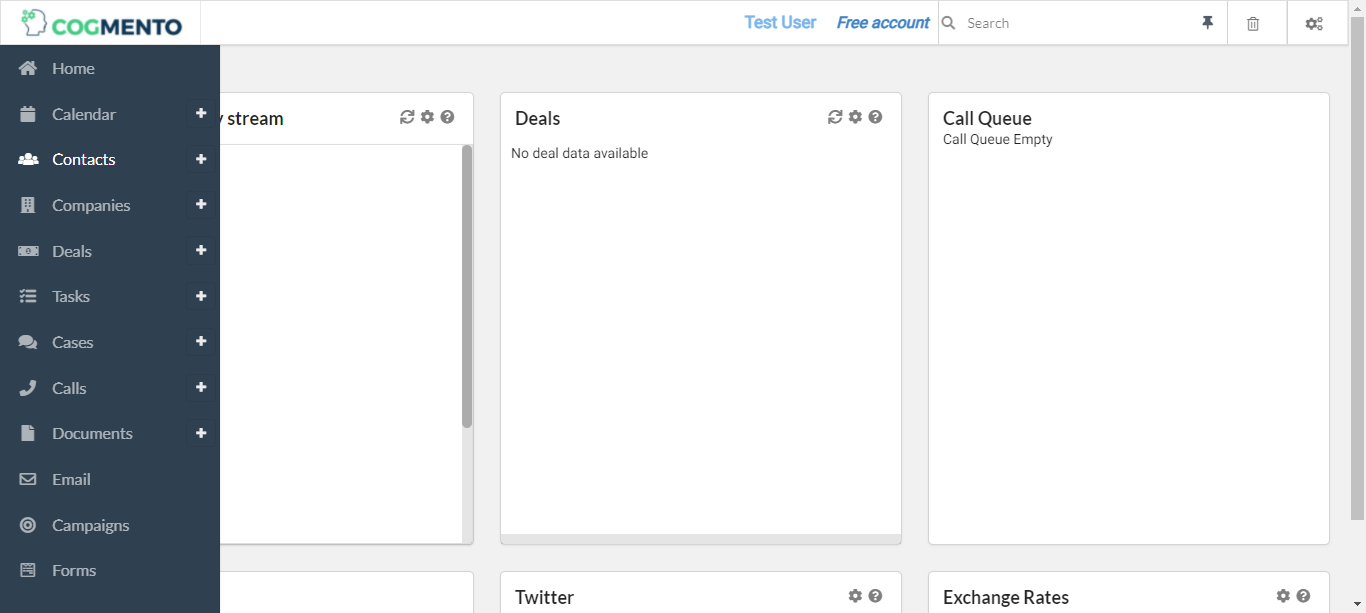 COGMENTO
Test User
Free account
Search
Home
Calendar
Contacts
Companies
Deals
Tasks
Cases
Calls
Documents
Email
Campaigns
Forms
stream
Deals
No deal data available
Call Queue
Call Queue Empty
Twitter
Exchange Rates